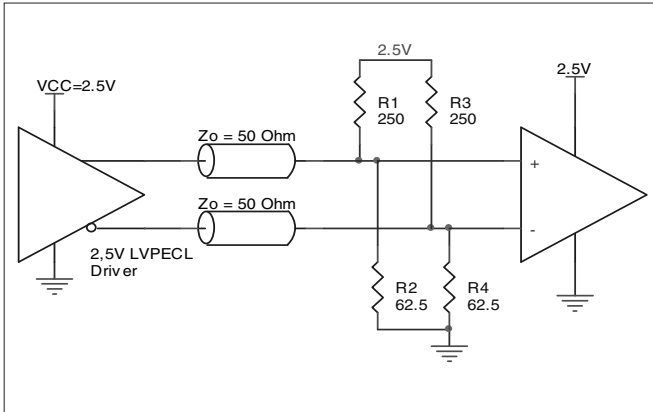 2.5V
VCC=2.5V
2.5V
R1
250
R3
250
Zo = 50 Ohm
+
Zo = 50 Ohm
-
2,5V LVPECL
Driver
R2
62.5
R4
62.5